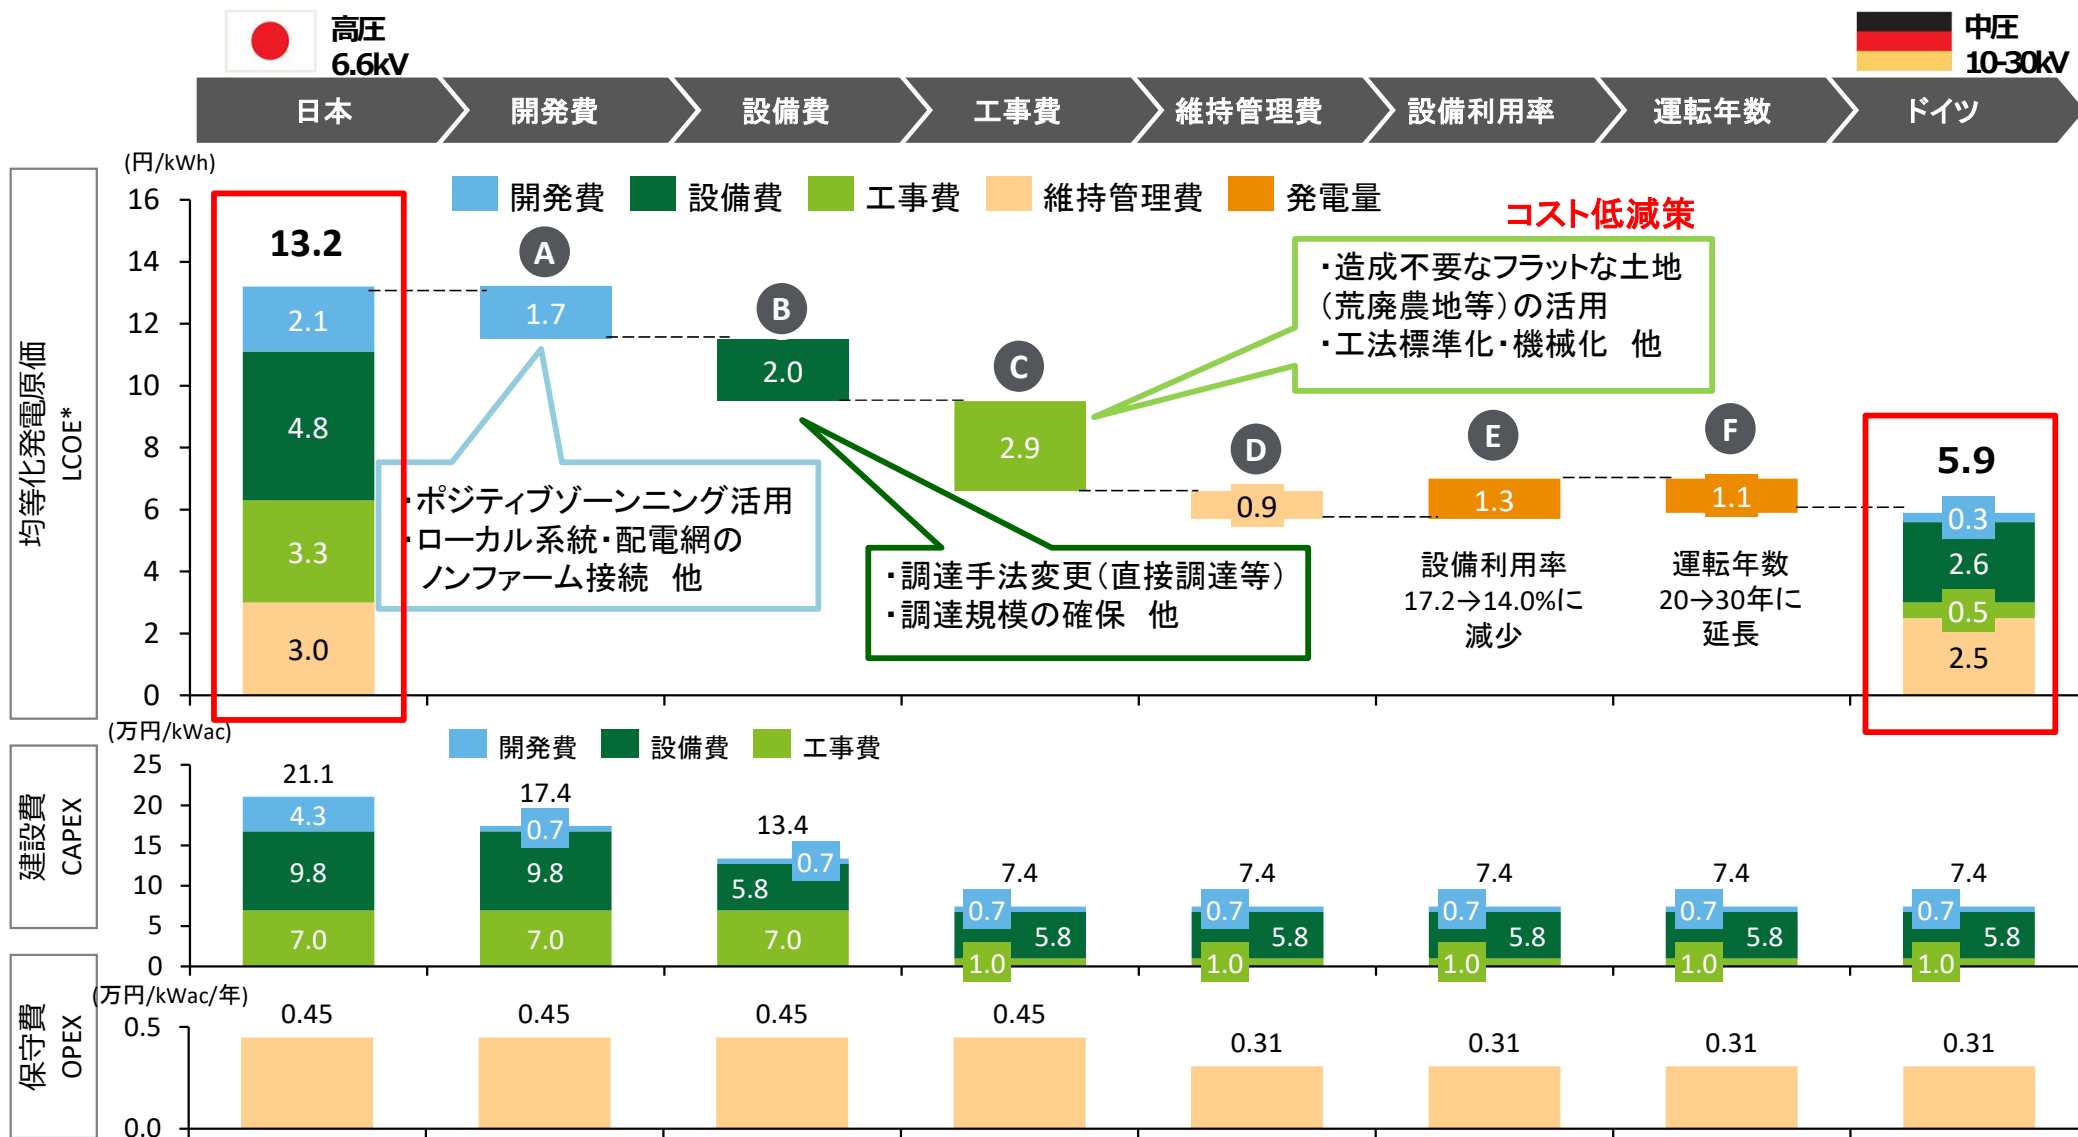 高圧
6.6kV
中圧
10-30kV
日本
開発費
設備費
工事費
維持管理費
設備利用率
運転年数
ドイツ
均等化発電原価
LCOE*
(円/kWh)
開発費
設備費
工事費
維持管理費
発電量
コスト低減策
16
14
12
10
8
6
4
2
0
13.2
2.1
4.8
3.3
3.0
A
1.7
・ポジティブゾーンニング活用
・ローカル系統・配電網の
ノンファーム接続 他
B
2.0
・調達手法変更(直接調達等)
・調達規模の確保 他
C
2.9
・造成不要なフラットな土地
(荒廃農地等)の活用
・工法標準化・機械化 他
D
0.9
E
1.3
設備利用率
17.2→14.0%に
減少
F
1.1
運転年数
20→30年に
延長
5.9
0.3
2.6
0.5
2.5
建設費
CAPEX
(万円/kWac)
開発費
設備費
工事費
25
20
15
10
5
0
21.1
4.3
9.8
7.0
17.4
0.7
9.8
7.0
13.4
0.7
5.8
7.0
7.4
0.7
5.8
1.0
7.4
0.7
5.8
1.0
7.4
0.7
5.8
1.0
7.4
0.7
5.8
1.0
7.4
0.7
5.8
1.0
保守費
OPEX
(万円/kWac/年)
0.5
0.0
0.45
0.45
0.45
0.45
0.31
0.31
0.31
0.31